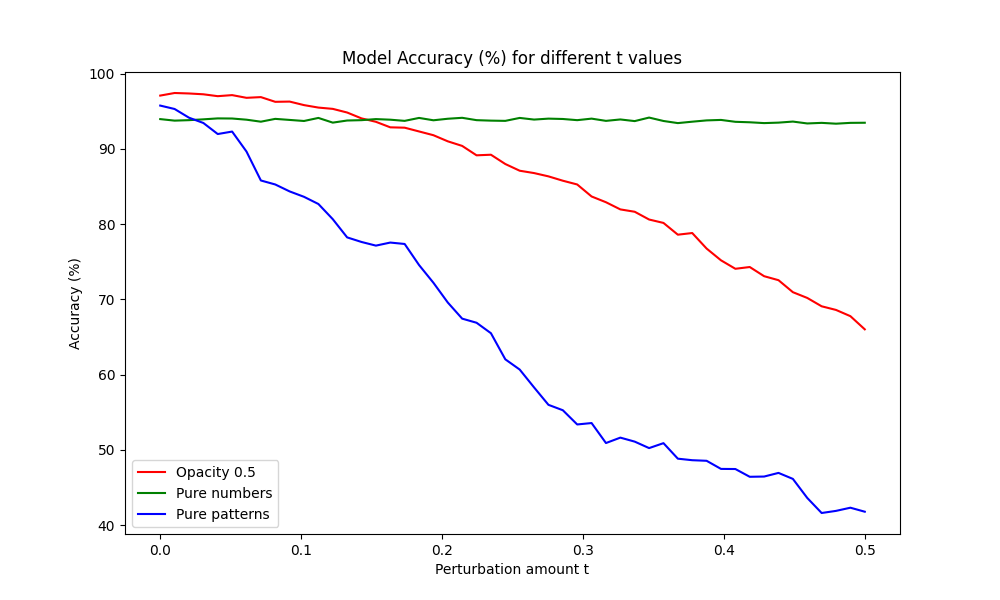 Model Accuracy (%) for different t values
Accuracy (%)
100
90
80
70
60
50
40
Opacity 0.5
Pure numbers
Pure patterns
0.0 0.1 0.2 0.3 0.4 0.5
Perturbation amount t